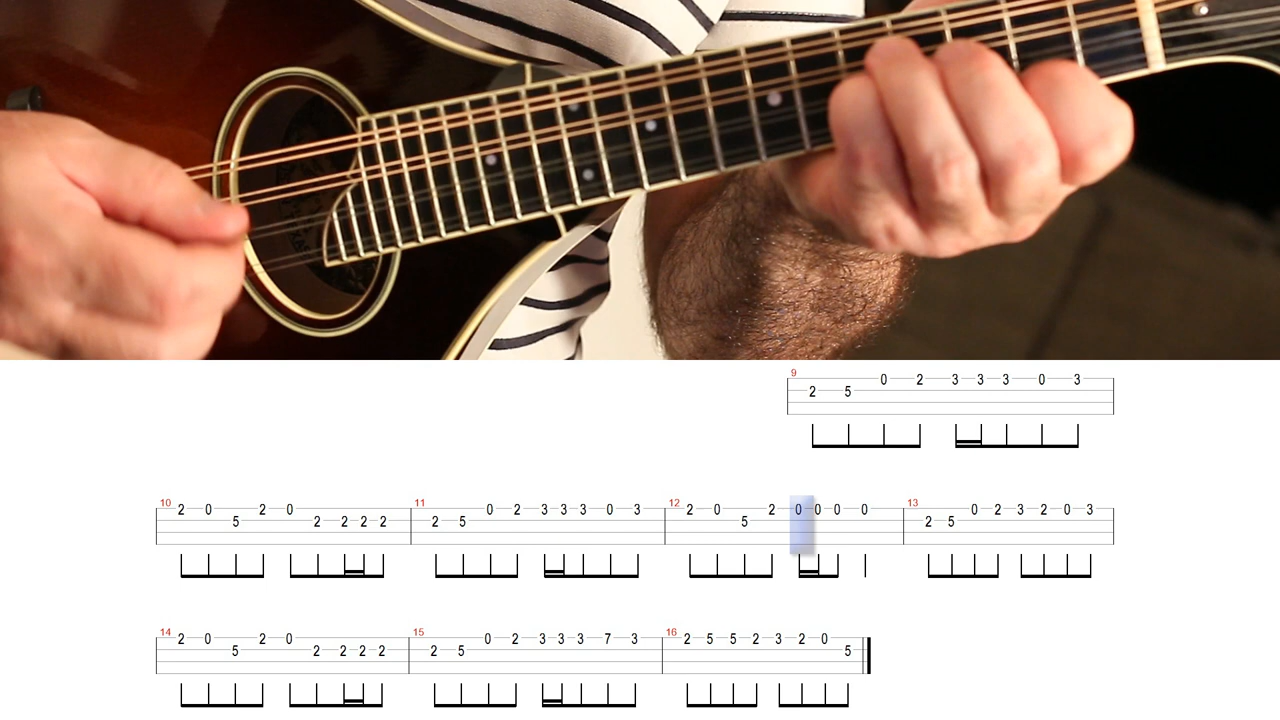 9
2 5 0 2 3 3 3 0 3
10 11 12 13
2 0 5 2 0 2 2 2 2 2 5 0 2 3 3 3 0 3 2 0 5 2 0 0 0 0 2 5 0 2 3 2 0 3
14 15 16
2 0 5 2 0 2 2 2 2 2 5 0 2 3 3 3 7 3 2 5 5 2 3 2 0 5